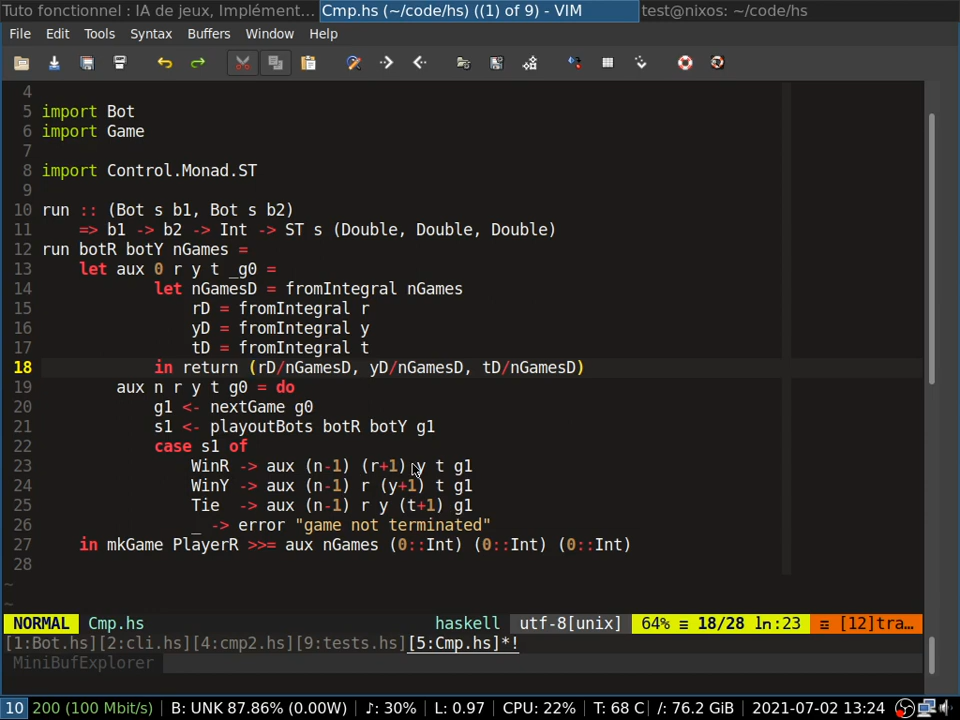 Tuto fonctionnel : IA de jeux, Implément... Cmp.hs (~/code/hs) ((1) of 9) - VIM test@nixos: ~/code/hs
File Edit Tools Syntax Buffers Window Help
4
5 import Bot
6 import Game
7
8 import Control.Monad.ST
9
10 run :: (Bot s b1, Bot s b2)
11     => b1 -> b2 -> Int -> ST s (Double, Double, Double)
12 run botR botY nGames =
13     let aux 0 r y t _g0 =
14             let nGamesD = fromIntegral nGames
15                 rD = fromIntegral r
16                 yD = fromIntegral y
17                 tD = fromIntegral t
18             in return (rD/nGamesD, yD/nGamesD, tD/nGamesD)
19         aux n r y t g0 = do
20             g1 <- nextGame g0
21             s1 <- playoutBots botR botY g1
22             case s1 of
23                 WinR -> aux (n-1) (r+1) y t g1
24                 WinY -> aux (n-1) r (y+1) t g1
25                 Tie  -> aux (n-1) r y (t+1) g1
26                 _ -> error "game not terminated"
27     in mkGame PlayerR >>= aux nGames (0::Int) (0::Int) (0::Int)
28
~
~
NORMAL Cmp.hs haskell utf-8[unix] 64% ≡ 18/28 ln:23 ☲ [12]tra…
[1:Bot.hs][2:cli.hs][4:cmp2.hs][9:tests.hs][5:Cmp.hs]*!
MiniBufExplorer
10 200 (100 Mbit/s) | B: UNK 87.86% (0.00W) | ♪: 30% | L: 0.97 | CPU: 22% | T: 68 C | /: 76.2 GiB | 2021-07-02 13:24